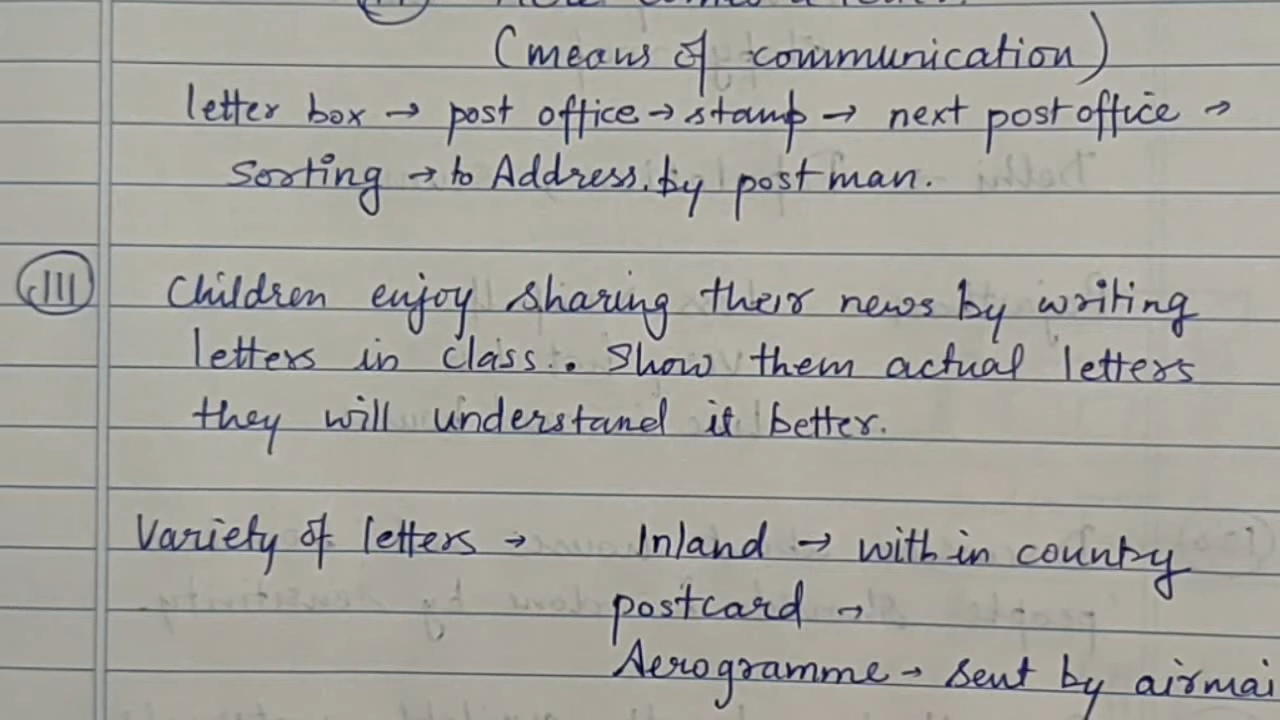 (means of communication)
letter box → post office → stamp → next post office →
Sorting → to Address. by postman.
III Children enjoy sharing their news by writing
letters in class. Show them actual letters
they will understand it better.
Variety of letters → Inland → within country
postcard →
Aerogramme → sent by airmai